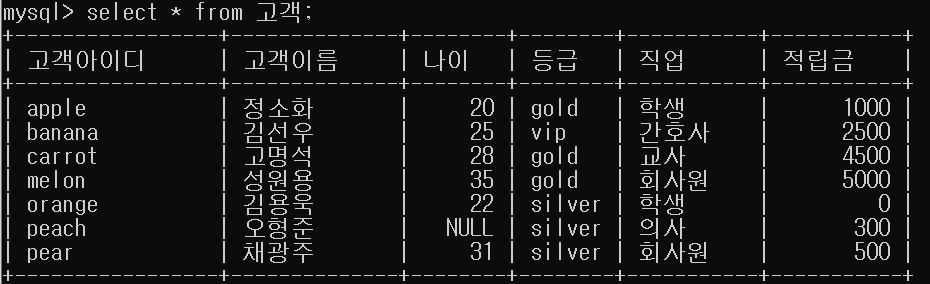 mysql> select * from 고객;
+------------------+---------------+--------+---------+-----------+-----------+
| 고객아이디 | 고객이름 | 나이 | 등급 | 직업 | 적립금 |
+------------------+---------------+--------+---------+-----------+-----------+
| apple | 정소화 | 20 | gold | 학생 | 1000 |
| banana | 김선우 | 25 | vip | 간호사 | 2500 |
| carrot | 고명석 | 28 | gold | 교사 | 4500 |
| melon | 성원용 | 35 | gold | 회사원 | 5000 |
| orange | 김용욱 | 22 | silver | 학생 | 0 |
| peach | 오형준 | NULL | silver | 의사 | 300 |
| pear | 채광주 | 31 | silver | 회사원 | 500 |
+------------------+---------------+--------+---------+-----------+-----------+